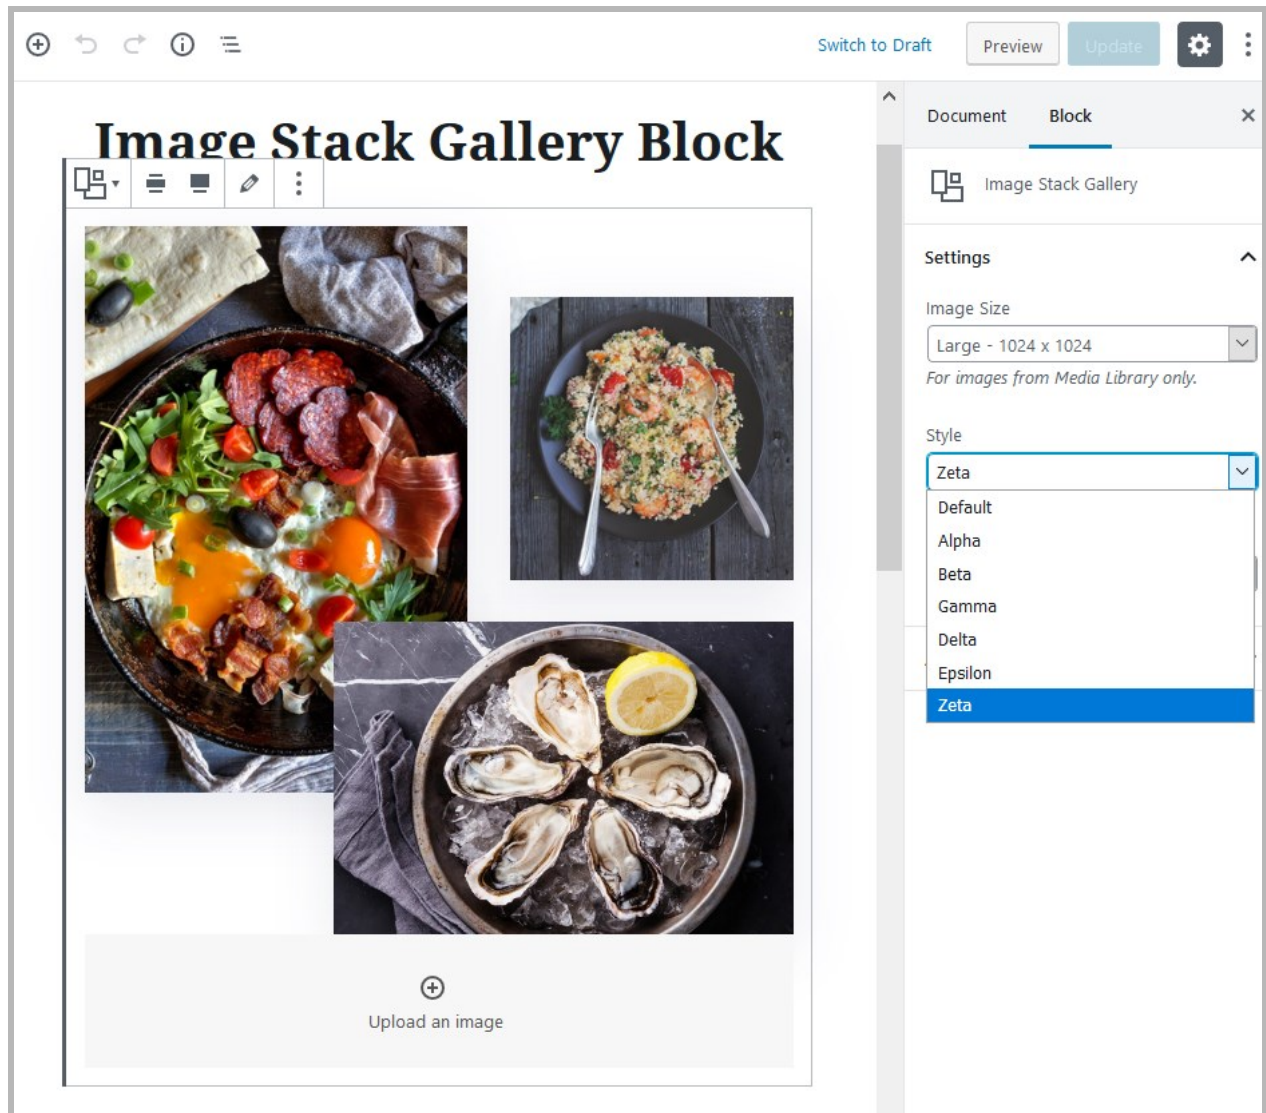 Switch to Draft
Preview
Update
Image Stack Gallery Block
Document
Block
Image Stack Gallery
Settings
Image Size
Large - 1024 x 1024
For images from Media Library only.
Style
Zeta
Default
Alpha
Beta
Gamma
Delta
Epsilon
Zeta
Upload an image